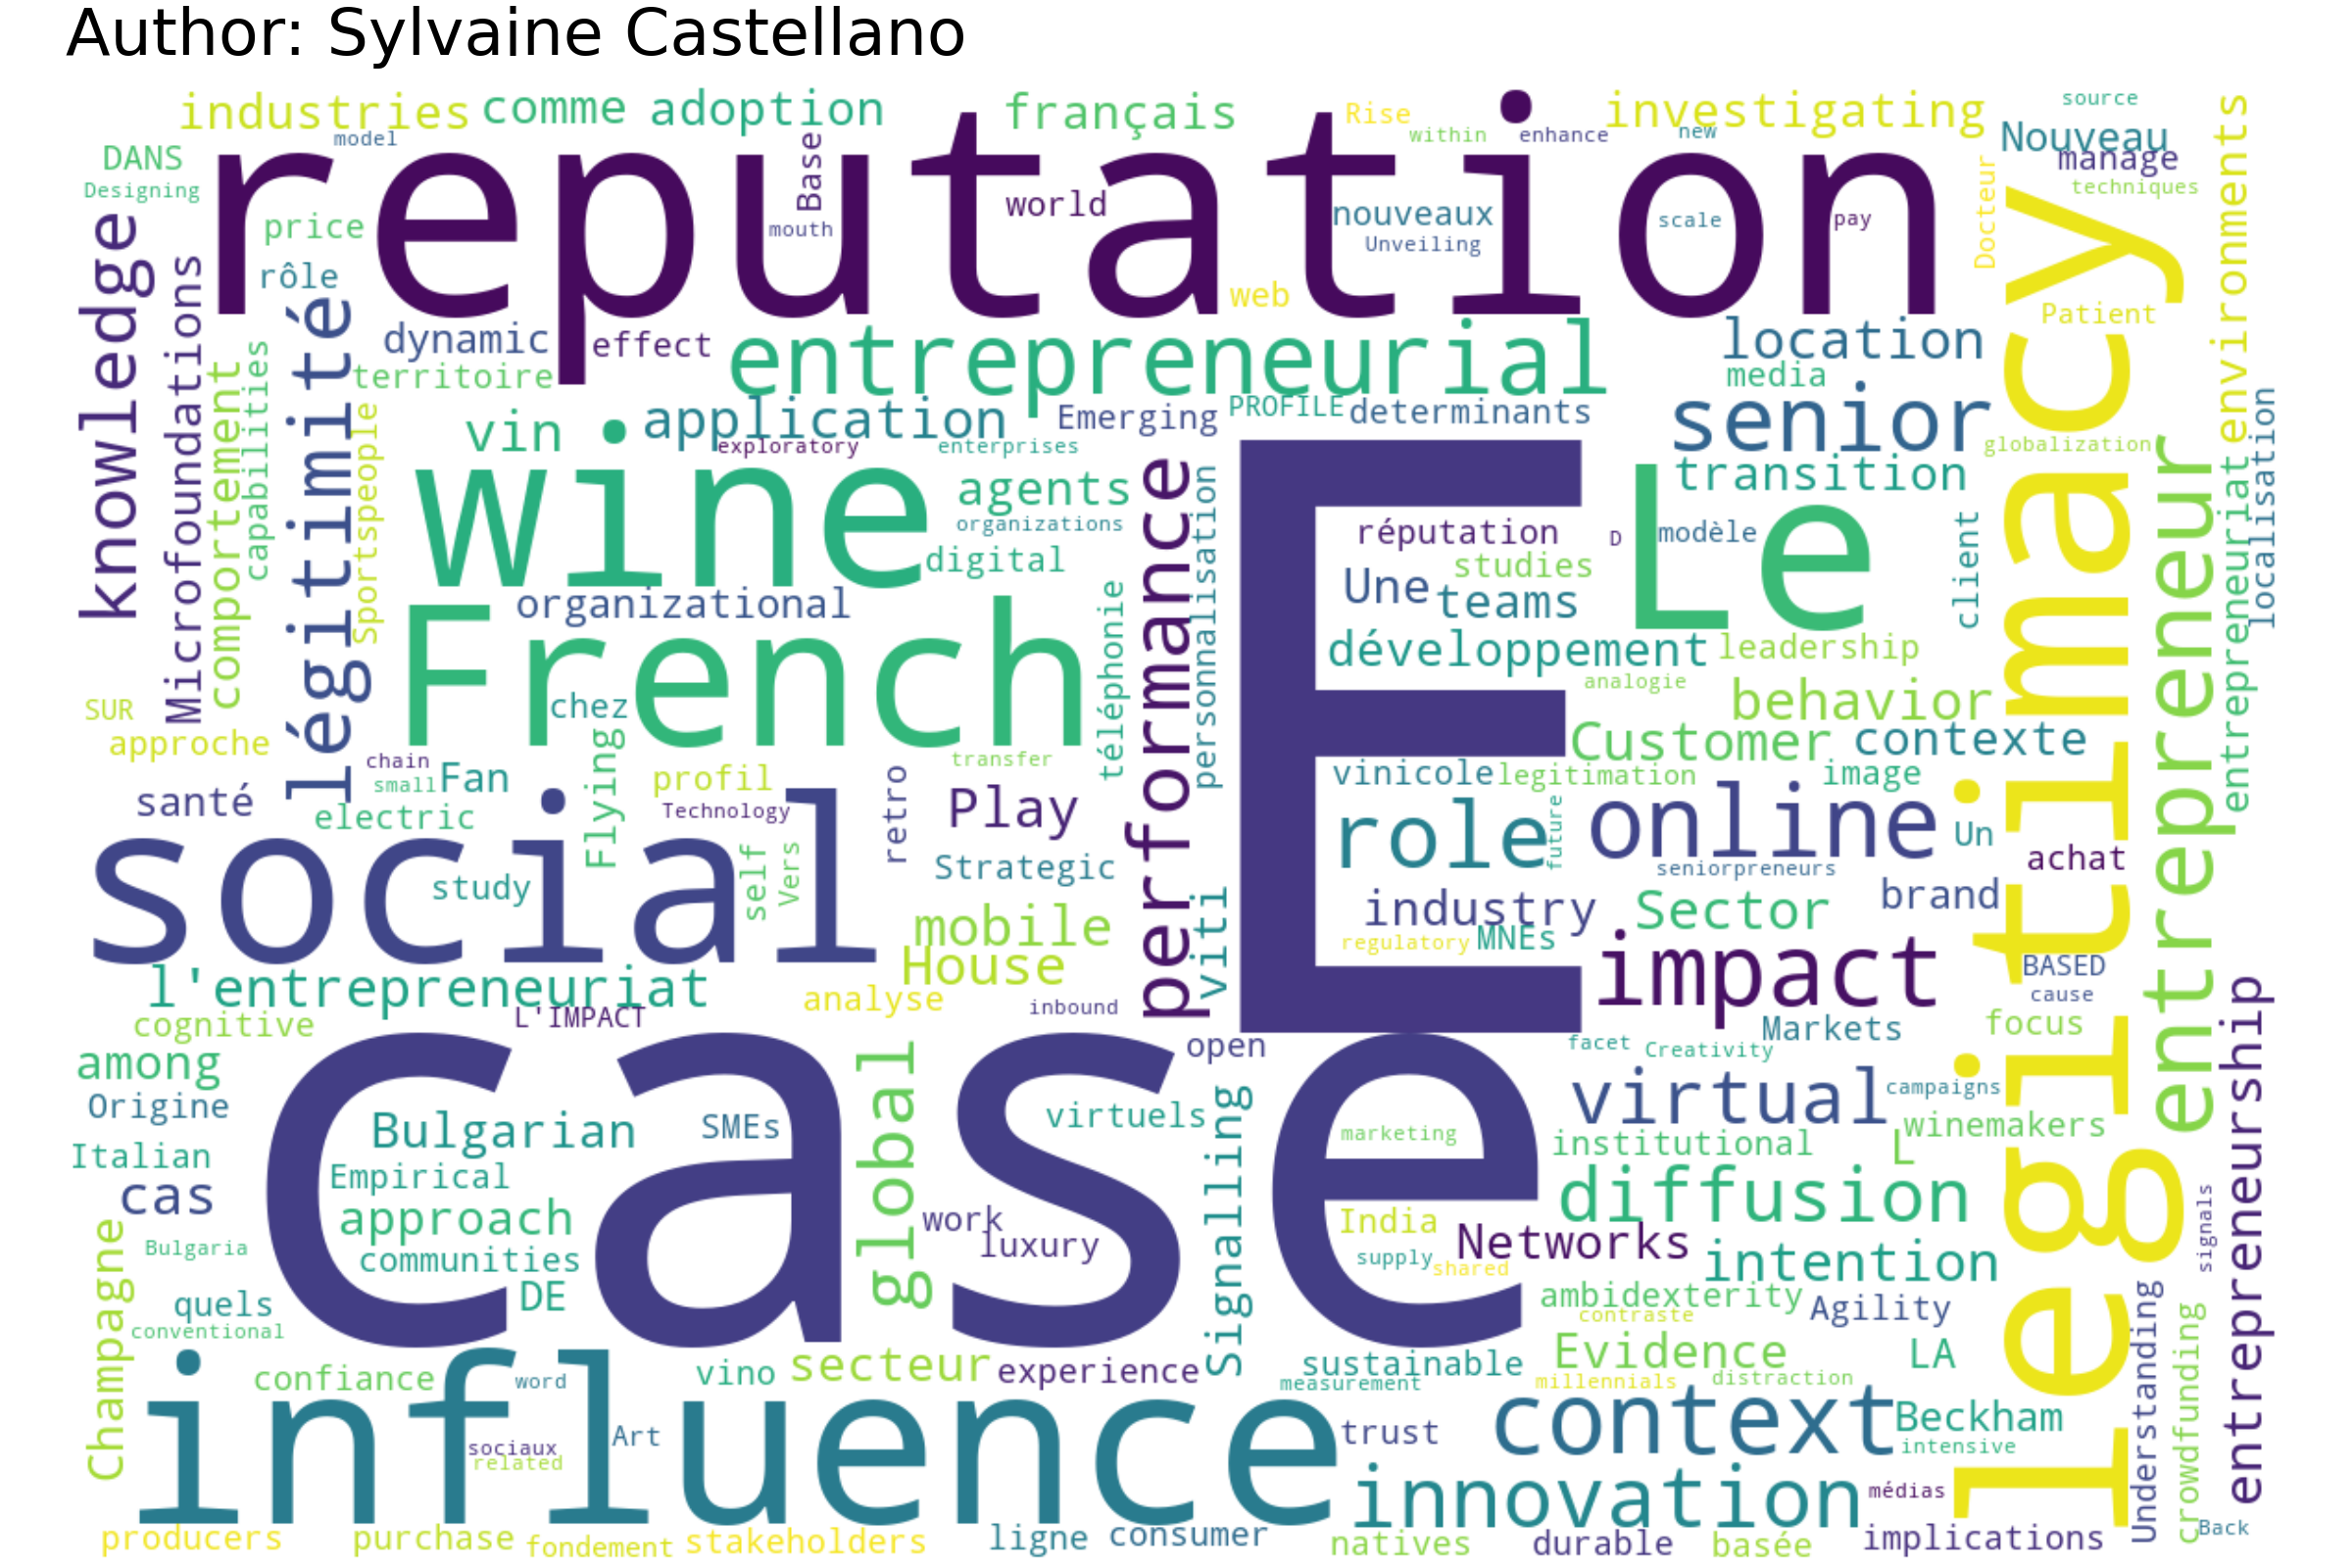 Author: Sylvaine Castellano
industries comme adoption français Rise investigating source
model within enhance new Nouveau
DANS Base manage
Designing techniques
reputation
knowledge price mouth world nouveaux scale pay Docteur environments
Unveiling
Microfoundations rôle web legitimacy Patient
légitimité dynamic effect entrepreneurial location
comportement capabilities territoire media
Sportspeople vin application Emerging PROFILE determinants senior localisation
exploratory enterprises globalization
wine agents performance personnalisation E Le transition entrepreneur entrepreneuriat
organizations réputation D modèle client
digital studies
organizational téléphonie Une teams
French développement leadership
analogie
SUR chez behavior
approche Flying Customer contexte
chain transfer
small Fan profil vinicole legitimation image
santé electric Technology retro Play role future online Un
social study self Vers Strategic seniorpreneurs achat
viti industry Sector brand
mobile regulatory MNEs
House impact BASED
l'entrepreneuriat analyse inbound cause entrepreneurship
cognitive L'IMPACT Markets focus
case
among global open facet Creativity
Origine virtual campaigns
Bulgarian SMEs virtuels Signalling marketing winemakers
Italian institutional L
cas Empirical diffusion signals
Champagne approach work India Networks
Bulgaria communities luxury supply shared intention
quels DE ambidexterity Agility Understanding
conventional contraste crowdfunding
influence
confiance word vino secteur experience sustainable Evidence LA
measurement millennials distraction
sociaux Art trust context Beckham
related intensive
innovation médias
producers purchase fondement stakeholders ligne consumer natives durable basée implications Back